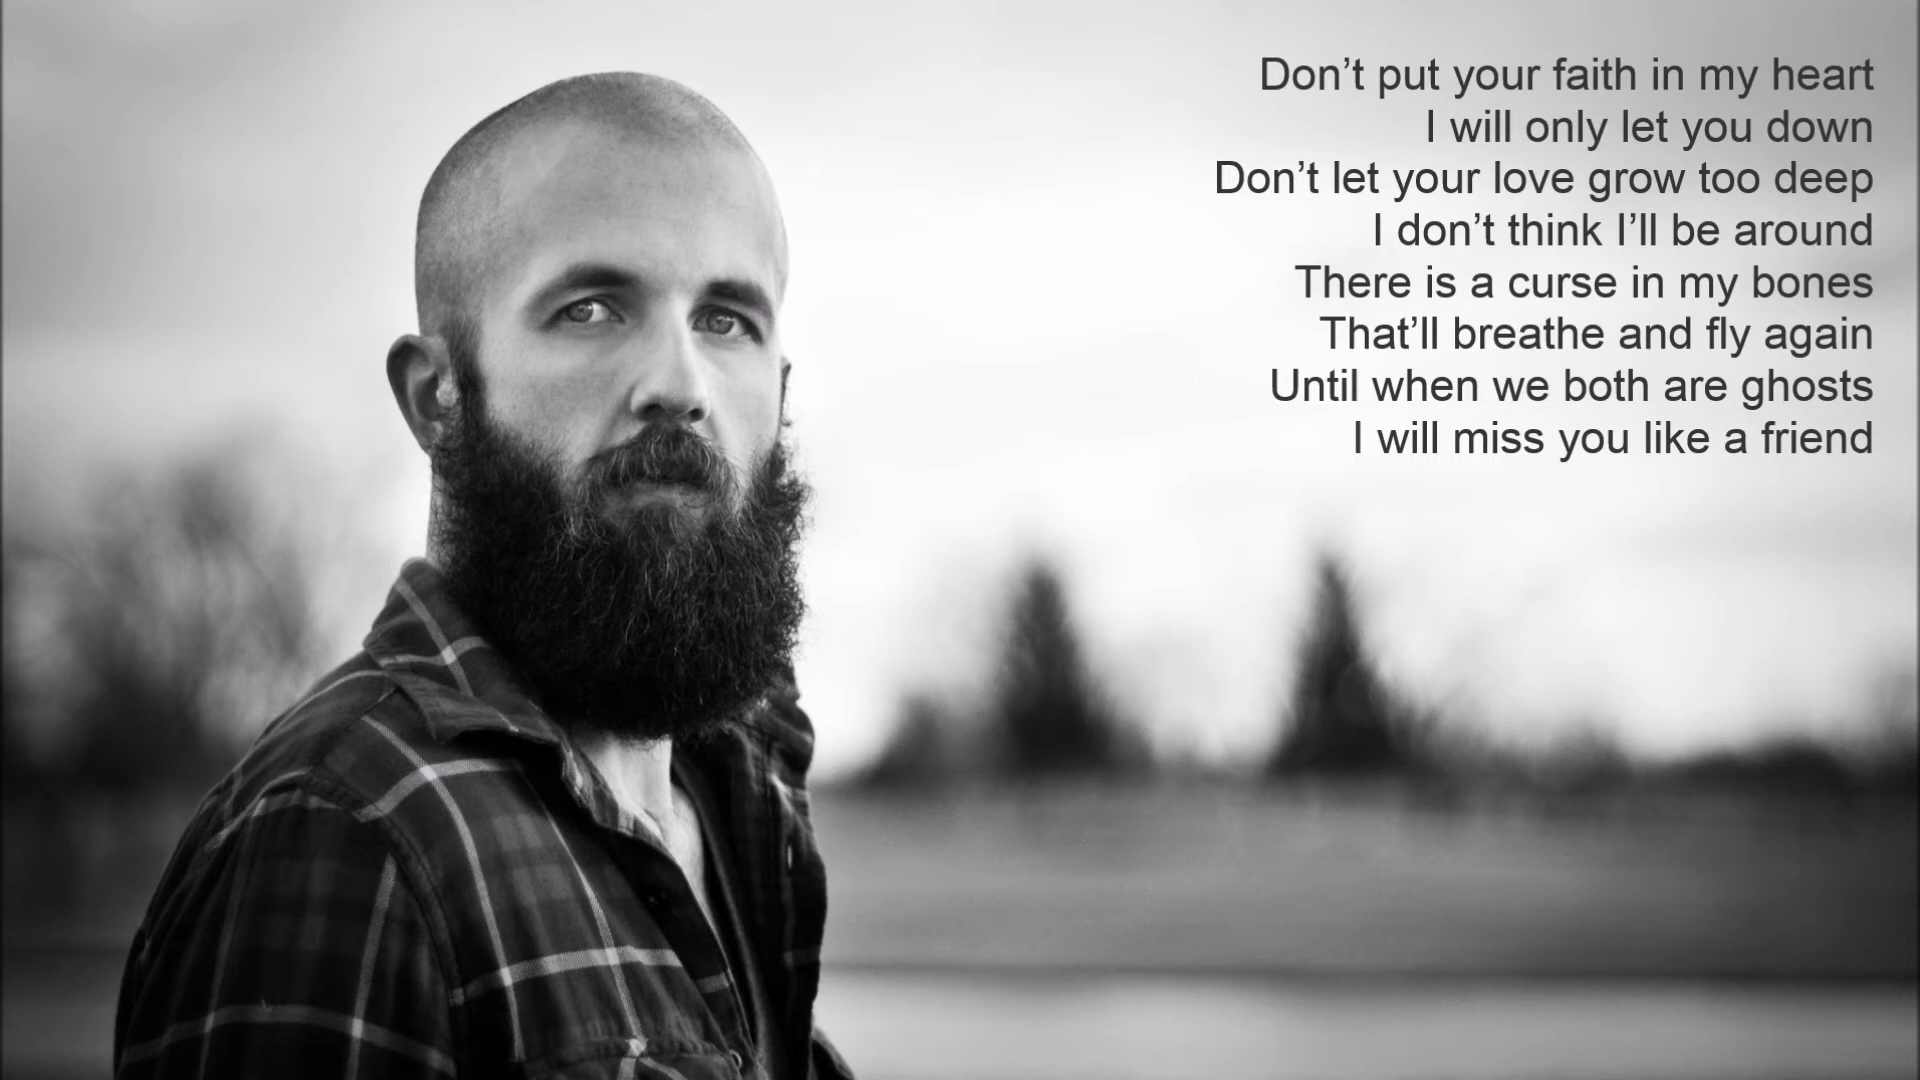 Don’t put your faith in my heart
I will only let you down
Don’t let your love grow too deep
I don’t think I’ll be around
There is a curse in my bones
That’ll breathe and fly again
Until when we both are ghosts
I will miss you like a friend